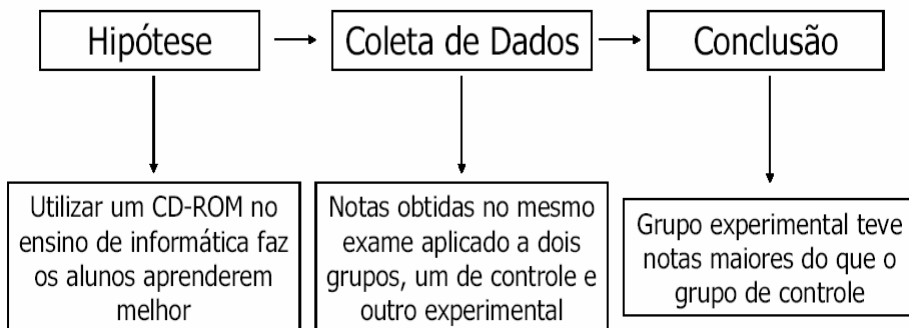 Hipótese
Coleta de Dados
Conclusão
Utilizar um CD-ROM no
ensino de informática faz
os alunos aprenderem
melhor
Notas obtidas no mesmo
exame aplicado a dois
grupos, um de controle e
outro experimental
Grupo experimental teve
notas maiores do que o
grupo de controle